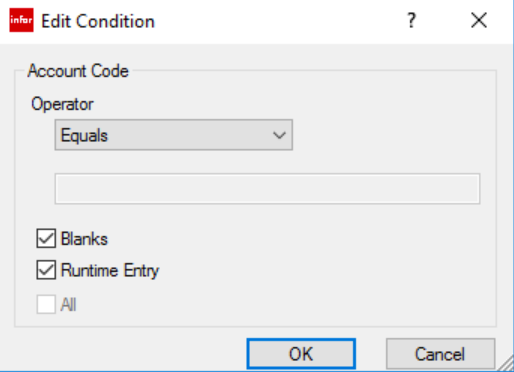 infor Edit Condition ? ×
Account Code
Operator
Equals
Blanks
Runtime Entry
All
OK Cancel